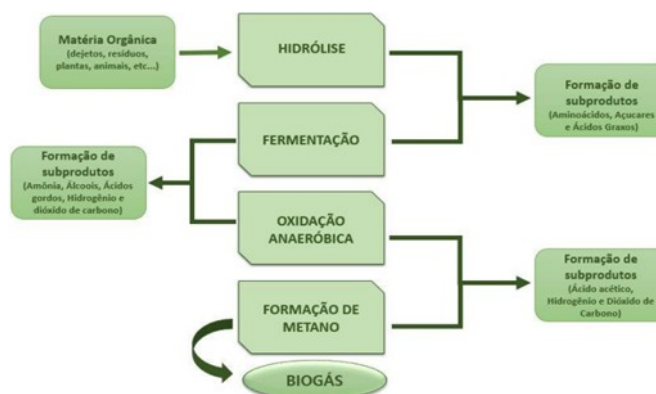 Matéria Orgânica
(dejetos, resíduos,
plantas, animais, etc...)
HIDRÓLISE
Formação de
subprodutos
(Aminoácidos, Açucares
e Ácidos Graxos)
FERMENTAÇÃO
Formação de
subprodutos
(Amônia, Álcoois, Ácidos
gordos, Hidrogênio e
dióxido de carbono)
OXIDAÇÃO
ANAERÓBICA
Formação de
subprodutos
(Ácido acético,
Hidrogênio e Dióxido de
Carbono)
FORMAÇÃO DE
METANO
BIOGÁS